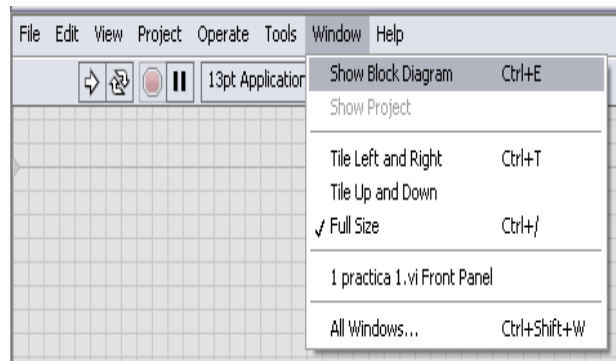 File Edit View Project Operate Tools Window Help
13pt Application
Show Block Diagram Ctrl+E
Show Project
Tile Left and Right Ctrl+T
Tile Up and Down
✓ Full Size Ctrl+/
1 practica 1.vi Front Panel
All Windows... Ctrl+Shift+W